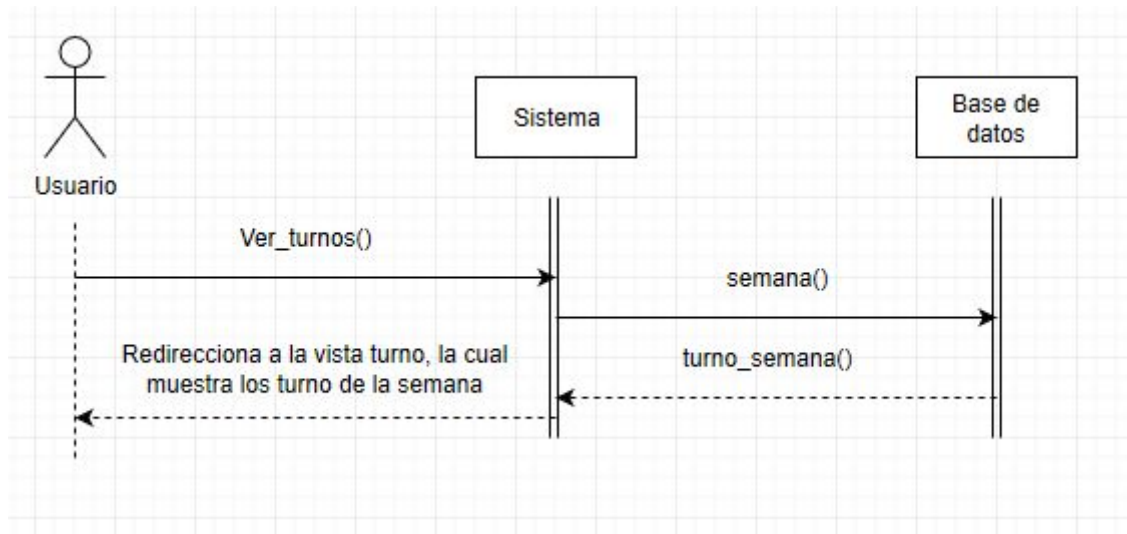 Usuario
Sistema
Base de
datos
Ver_turnos()
semana()
Redirecciona a la vista turno, la cual
muestra los turno de la semana
turno_semana()